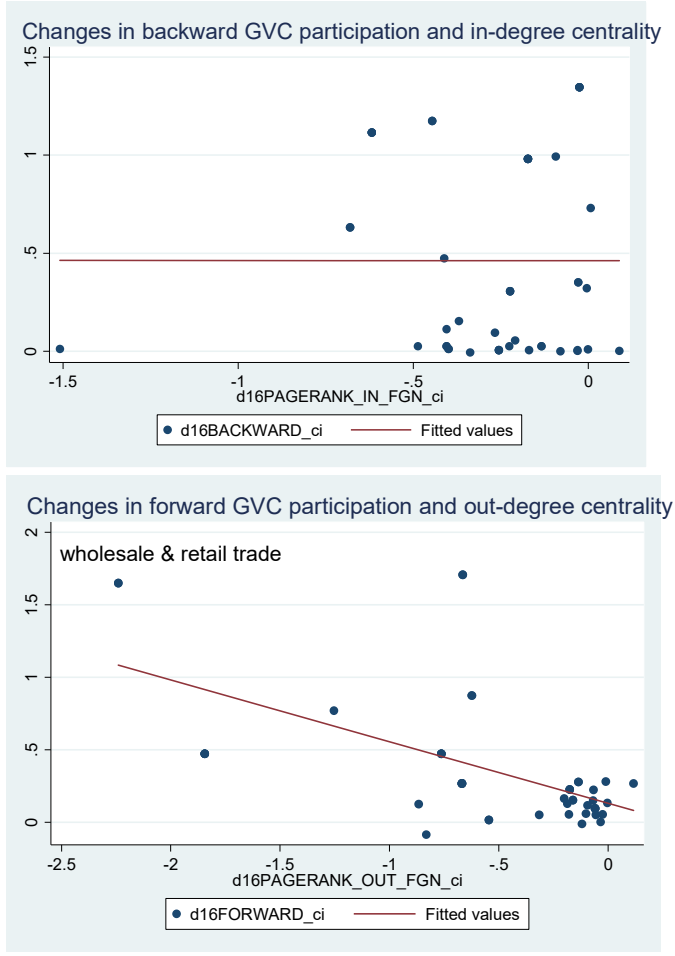 Changes in backward GVC participation and in-degree centrality
1.5
1
.5
0
-1.5
-1
-.5
0
d16PAGERANK_IN_FGN_ci
d16BACKWARD_ci
Fitted values
Changes in forward GVC participation and out-degree centrality
wholesale & retail trade
2
1.5
1
.5
0
-2.5
-2
-1.5
-1
-.5
0
d16PAGERANK_OUT_FGN_ci
d16FORWARD_ci
Fitted values